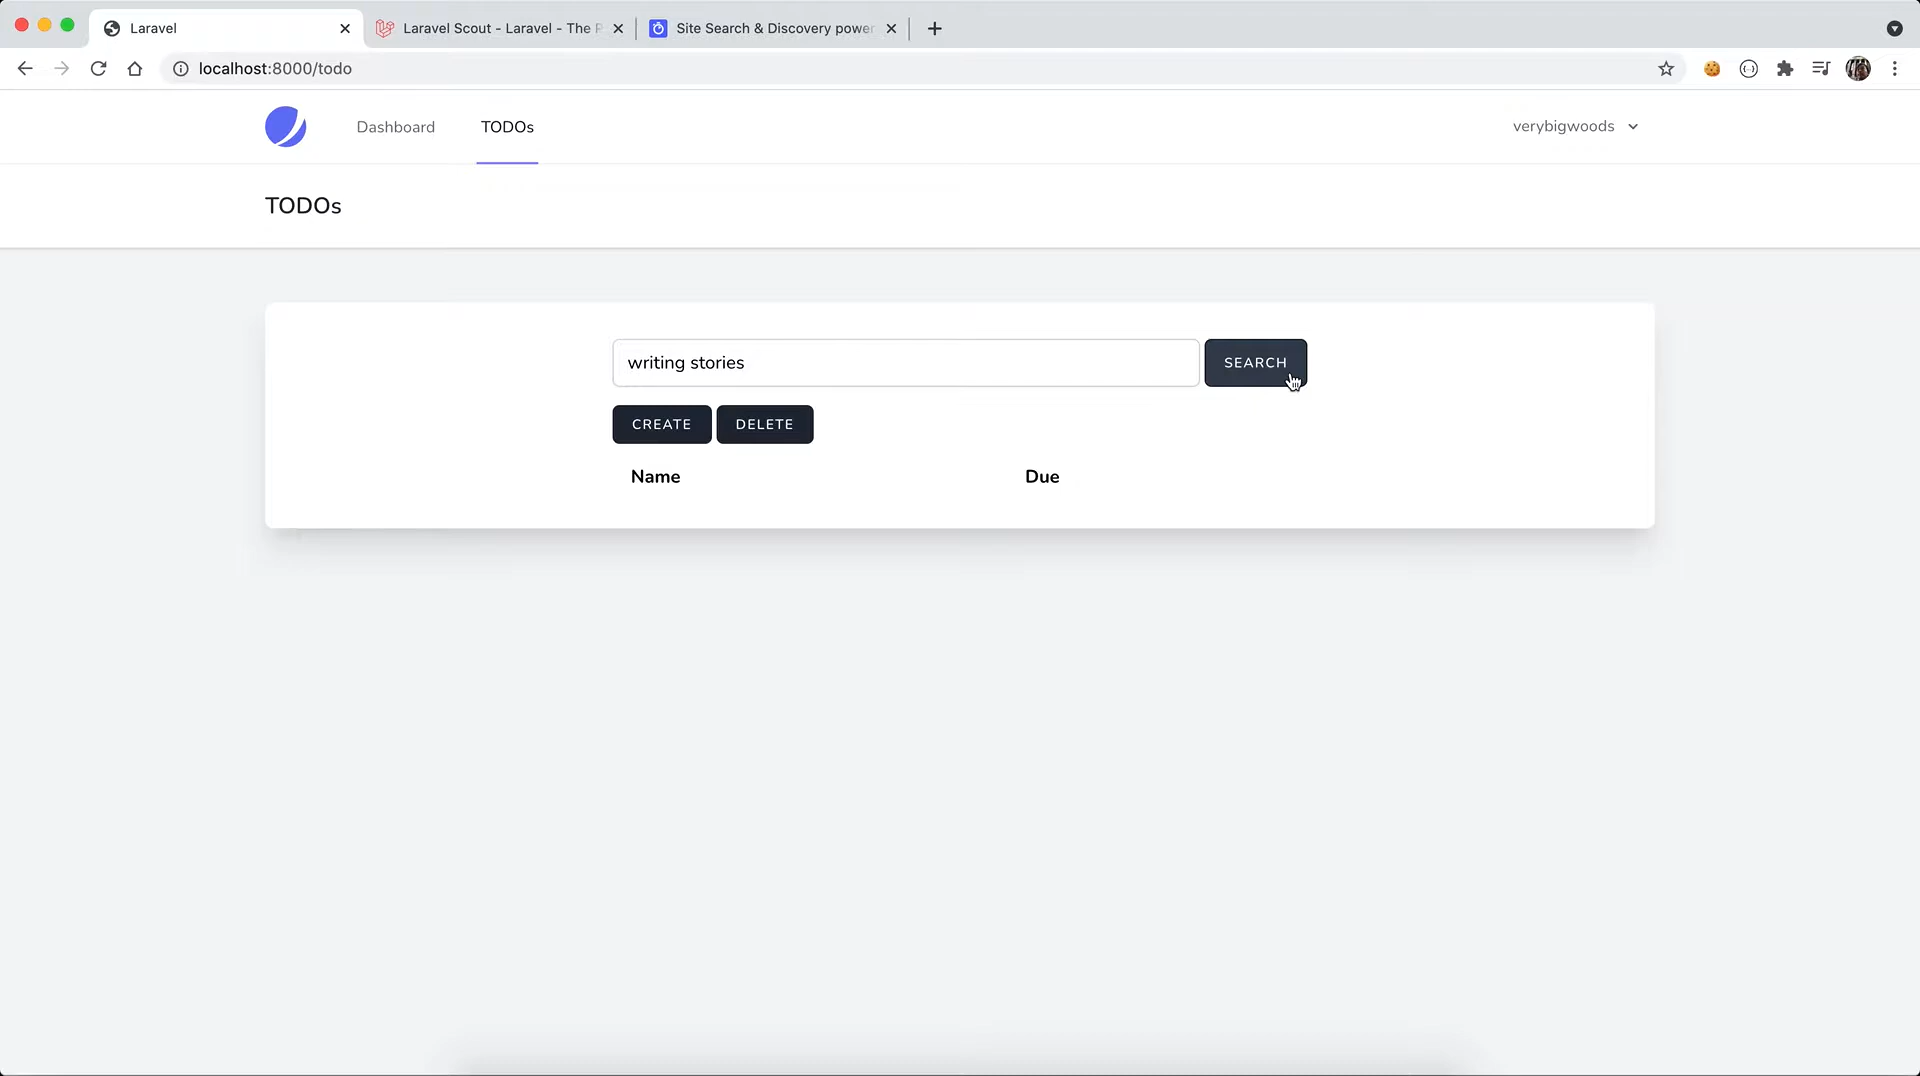 Laravel
Laravel Scout - Laravel - The P
Site Search & Discovery power
localhost:8000/todo
Dashboard
TODOs
verybigwoods
TODOs
writing stories
SEARCH
CREATE
DELETE
Name
Due